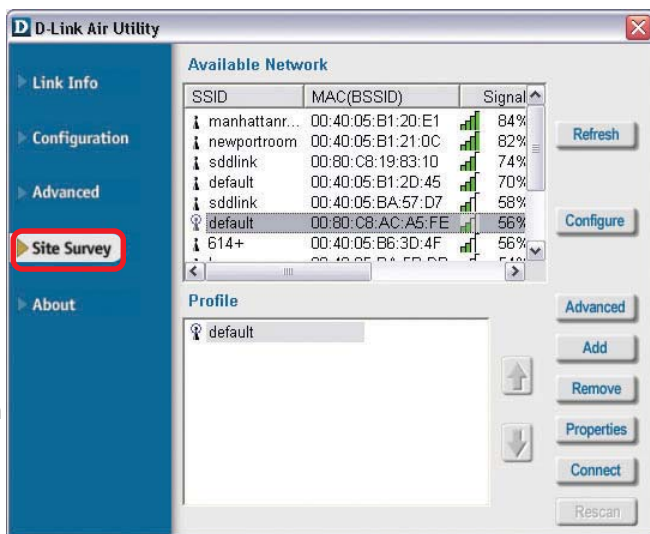 D D-Link Air Utility
Link Info
Configuration
Advanced
Site Survey
About
Available Network
SSID MAC(BSSID) Signal
manhattanr... 00:40:05:B1:20:E1 84%
newportroom 00:40:05:B1:21:0C 82%
sddlink 00:80:C8:19:83:10 74%
default 00:40:05:B1:2D:45 70%
sddlink 00:40:05:BA:57:D7 58%
default 00:80:C8:AC:A5:FE 56%
614+ 00:40:05:B6:3D:4F 56%
Refresh
Configure
Profile
default
Advanced
Add
Remove
Properties
Connect
Rescan